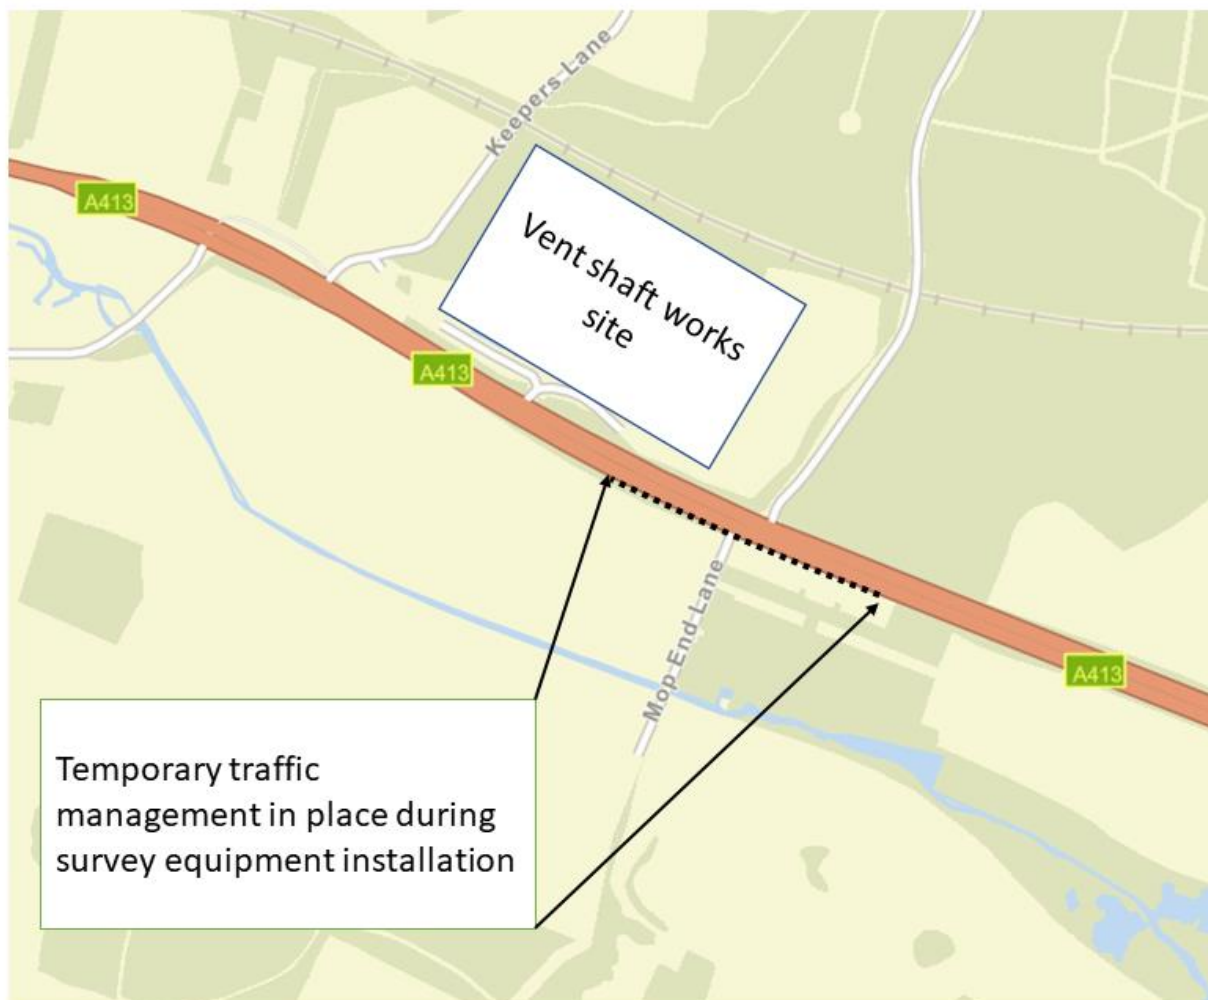 Keepers Lane
A413
Vent shaft works
site
A413
Mop End Lane
A413
Temporary traffic
management in place during
survey equipment installation